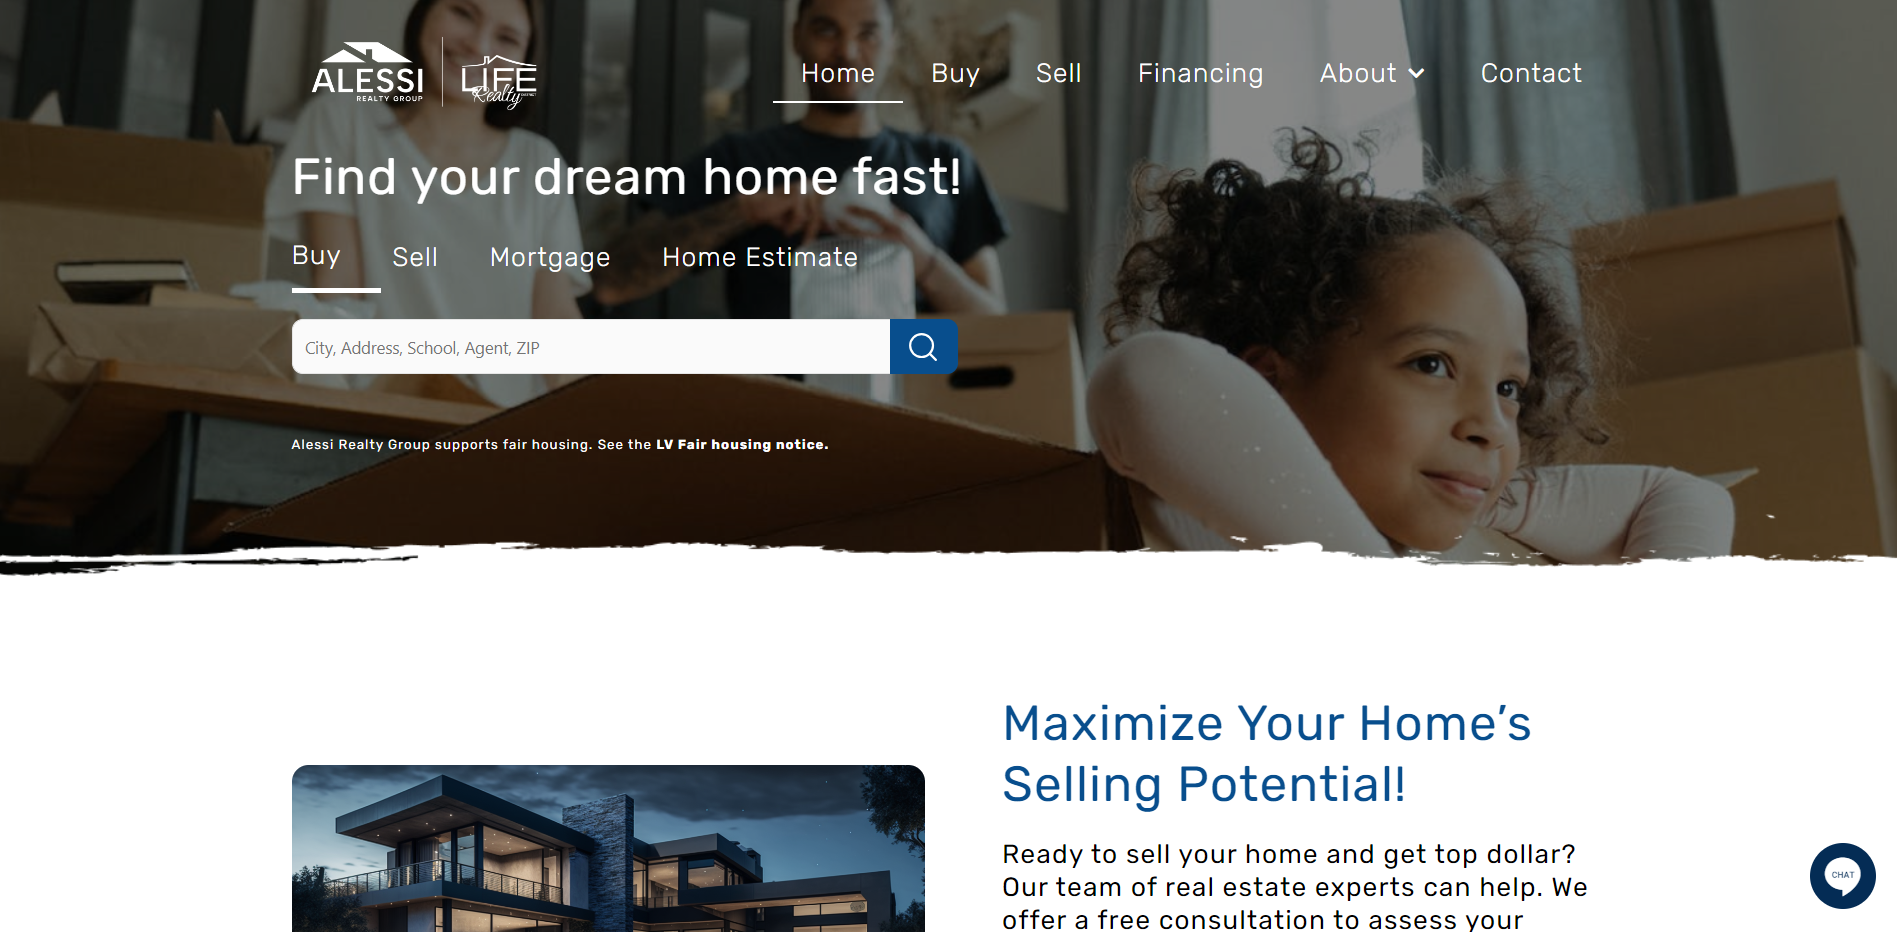 ALESSI
REALTY GROUP
LIFE
Realty
Home
Buy
Sell
Financing
About
Contact
Find your dream home fast!
Buy
Sell
Mortgage
Home Estimate
City, Address, School, Agent, ZIP
Alessi Realty Group supports fair housing. See the LV Fair housing notice.
Maximize Your Home’s
Selling Potential!
Ready to sell your home and get top dollar?
Our team of real estate experts can help. We
offer a free consultation to assess your
CHAT